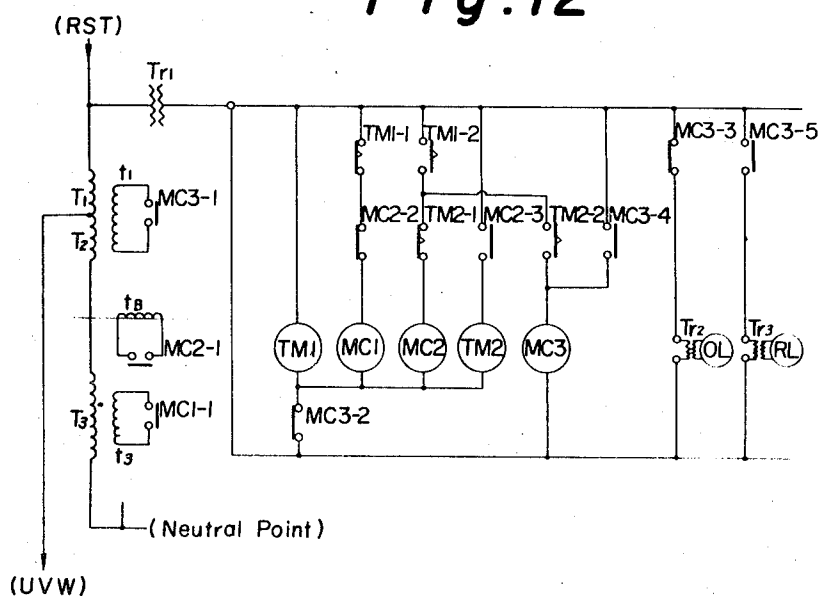 Fig.12
(RST)
Tr1
TM1-1
TM1-2
MC3-3
MC3-5
T1
t1
MC3-1
MC2-2
TM2-1
MC2-3
TM2-2
MC3-4
T2
tB
MC2-1
TM1
MC1
MC2
TM2
MC3
Tr2
OL
Tr3
RL
T3
MC1-1
t3
MC3-2
(Neutral Point)
(UVW)